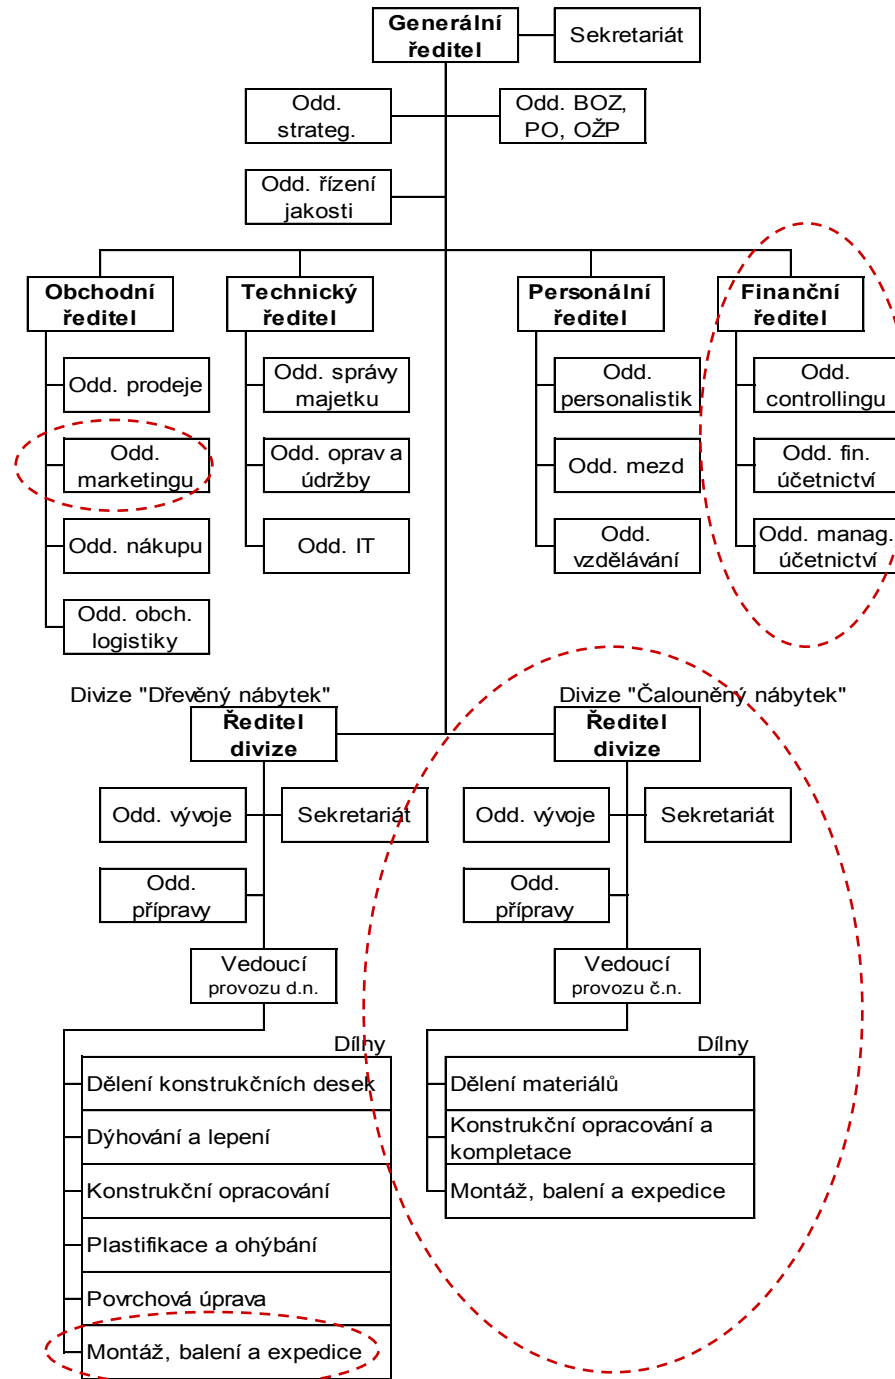 Generální
ředitel
Sekretariát
Odd.
strateg.
Odd. BOZ,
PO, OŽP
Odd. řízení
jakosti
Obchodní
ředitel
Technický
ředitel
Personální
ředitel
Finanční
ředitel
Odd. prodeje
Odd.
marketingu
Odd. nákupu
Odd. obch.
logistiky
Odd. správy
majetku
Odd. oprav a
údržby
Odd. IT
Odd.
personalistik
Odd. mezd
Odd.
vzdělávání
Odd.
controllingu
Odd. fin.
účetnictví
Odd. manag.
účetnictví
Divize "Dřevěný nábytek"
Ředitel
divize
Odd. vývoje
Sekretariát
Odd.
přípravy
Vedoucí
provozu d.n.
Dílny
Dělení konstrukčních desek
Dýhování a lepení
Konstrukční opracování
Plastifikace a ohýbání
Povrchová úprava
Montáž, balení a expedice
Divize "Čalouněný nábytek"
Ředitel
divize
Odd. vývoje
Sekretariát
Odd.
přípravy
Vedoucí
provozu č.n.
Dílny
Dělení materiálů
Konstrukční opracování a
kompletace
Montáž, balení a expedice